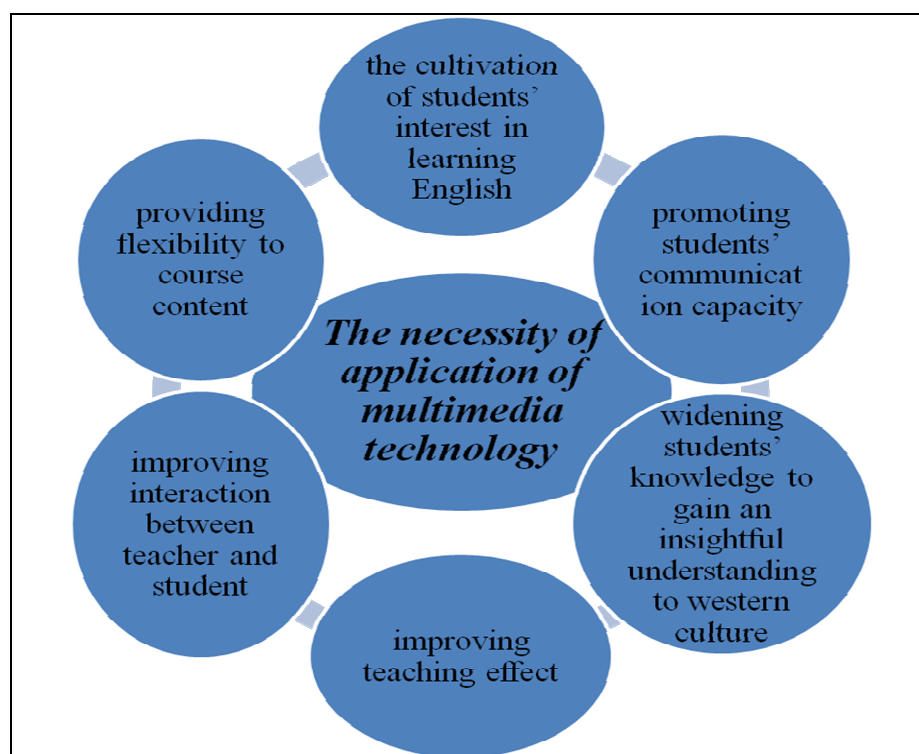 the cultivation
of students’
interest in
learning
English
promoting
students’
communicat
ion capacity
widening
students’
knowledge to
gain an
insightful
understanding
to western
culture
improving
teaching effect
improving
interaction
between
teacher and
student
providing
flexibility to
course
content
The necessity of
application of
multimedia
technology